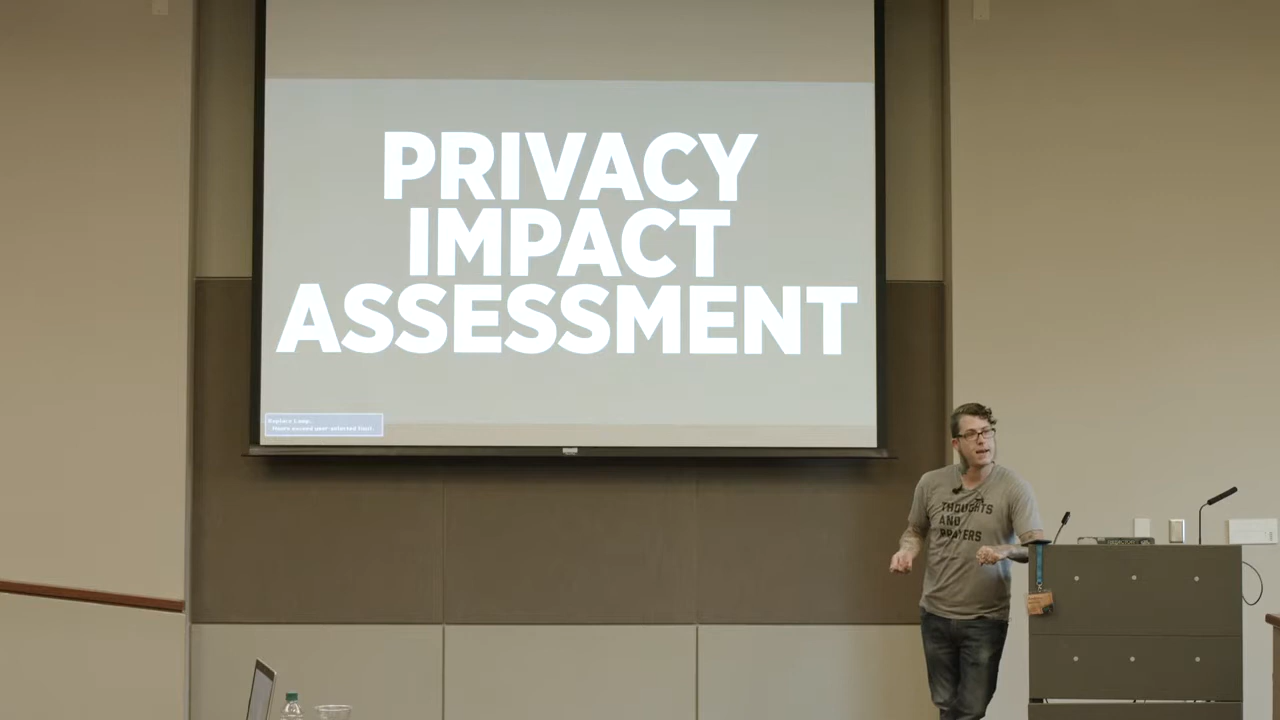 PRIVACY
IMPACT
ASSESSMENT
THOUGHTS
AND
PRAYERS